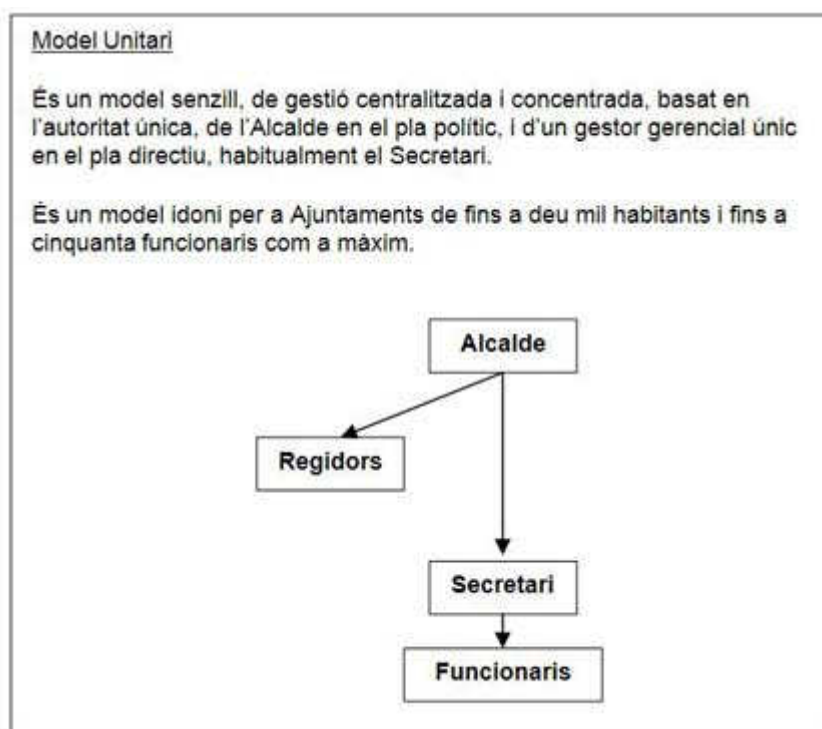 Model Unitari
És un model senzill, de gestió centralitzada i concentrada, basat en
l'autoritat única, de l'Alcalde en el pla polític, i d'un gestor gerencial únic
en el pla directiu, habitualment el Secretari.
És un model idoni per a Ajuntaments de fins a deu mil habitants i fins a
cinquanta funcionaris com a màxim.
Alcalde
Regidors
Secretari
Funcionaris